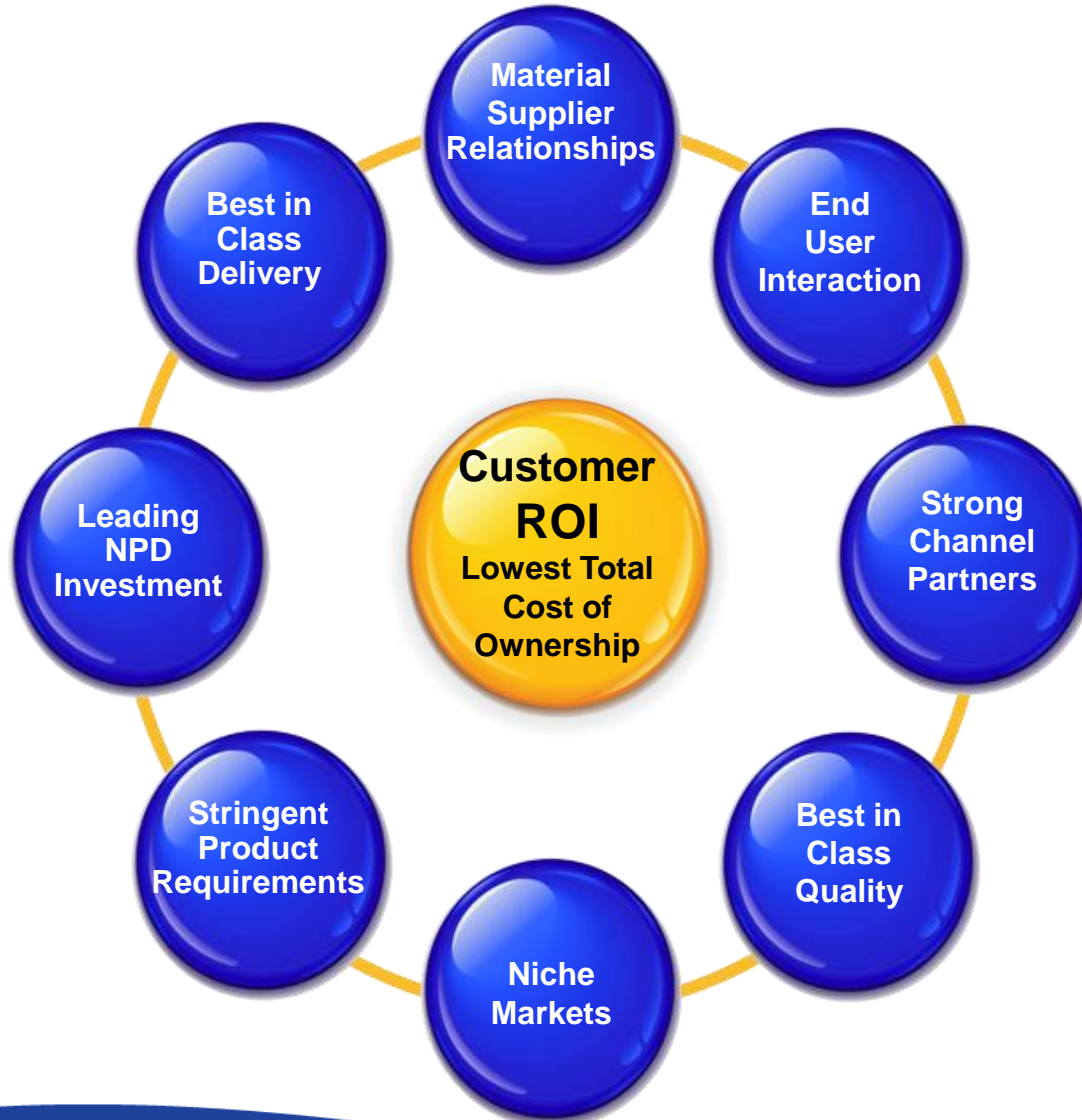 Material
Supplier
Relationships
End
User
Interaction
Strong
Channel
Partners
Best in
Class
Quality
Niche
Markets
Stringent
Product
Requirements
Leading
NPD
Investment
Best in
Class
Delivery
Customer
ROI
Lowest Total
Cost of
Ownership